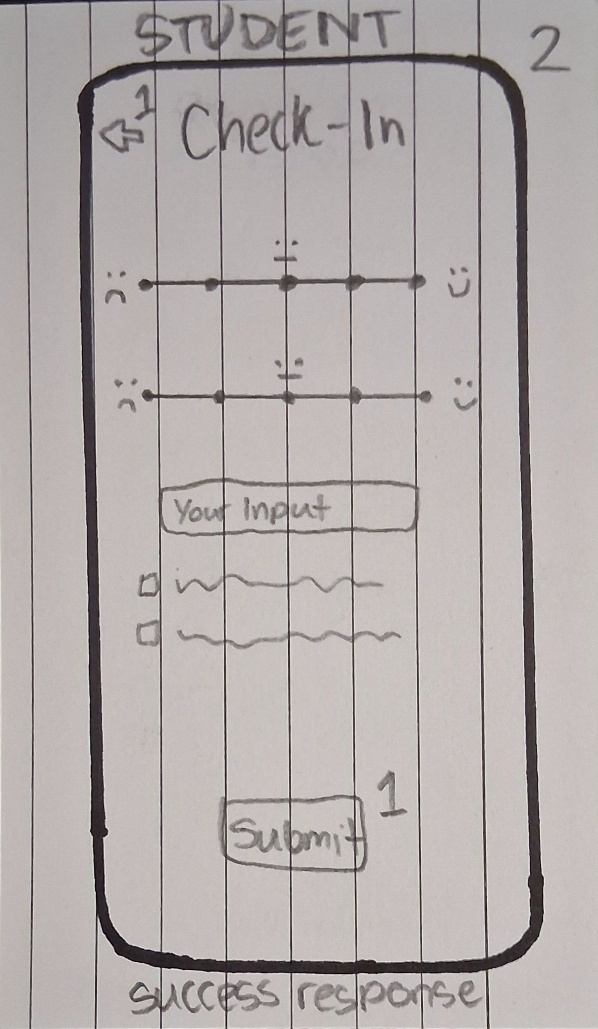 STUDENT
2
1
Check-In
Your Input
1
Submit
success response